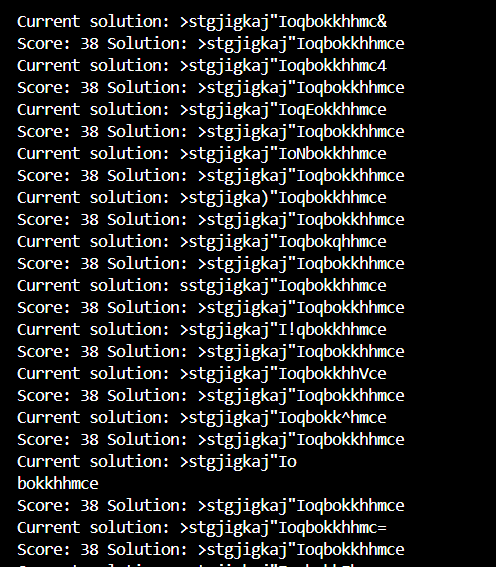 Current solution: >stgjigkaj"Ioqbokkhhmc&
Score: 38 Solution: >stgjigkaj"Ioqbokkhhmce
Current solution: >stgjigkaj"Ioqbokkhhmc4
Score: 38 Solution: >stgjigkaj"Ioqbokkhhmce
Current solution: >stgjigkaj"IoqEokkhhmce
Score: 38 Solution: >stgjigkaj"Ioqbokkhhmce
Current solution: >stgjigkaj"IoNbokkhhmce
Score: 38 Solution: >stgjigkaj"Ioqbokkhhmce
Current solution: >stgjigka)"Ioqbokkhhmce
Score: 38 Solution: >stgjigkaj"Ioqbokkhhmce
Current solution: >stgjigkaj"Ioqbokqhhmce
Score: 38 Solution: >stgjigkaj"Ioqbokkhhmce
Current solution: sstgjigkaj"Ioqbokkhhmce
Score: 38 Solution: >stgjigkaj"Ioqbokkhhmce
Current solution: >stgjigkaj"I!qbokkhhmce
Score: 38 Solution: >stgjigkaj"Ioqbokkhhmce
Current solution: >stgjigkaj"IoqbokkhhVce
Score: 38 Solution: >stgjigkaj"Ioqbokkhhmce
Current solution: >stgjigkaj"Ioqbokk^hmce
Score: 38 Solution: >stgjigkaj"Ioqbokkhhmce
Current solution: >stgjigkaj"Io
bokkhhmce
Score: 38 Solution: >stgjigkaj"Ioqbokkhhmce
Current solution: >stgjigkaj"Ioqbokkhhmc=
Score: 38 Solution: >stgjigkaj"Ioqbokkhhmce